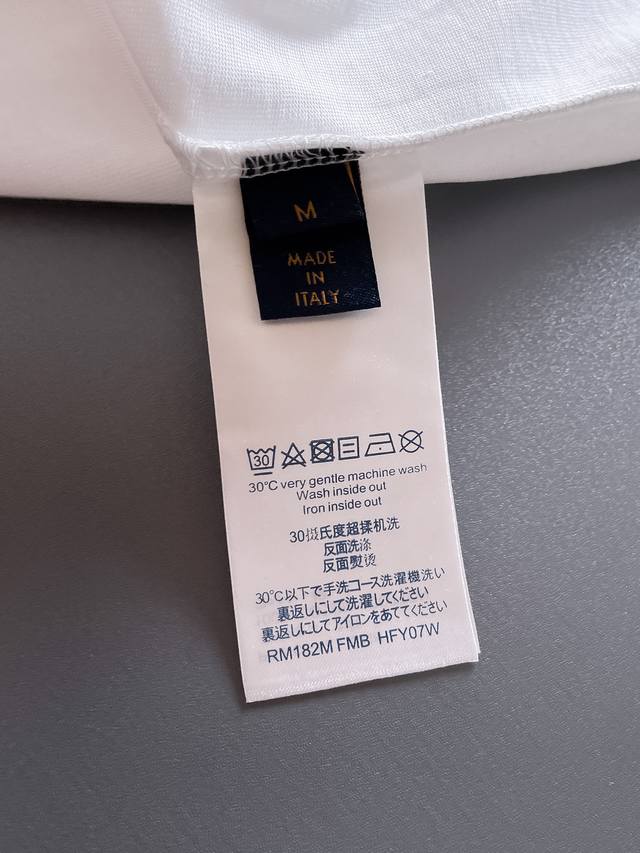 M
MADE
IN
ITALY
30
30°C very gentle machine wash
Wash inside out
Iron inside out
30摄氏度超揉机洗
反面洗涤
反面熨烫
30°C以下で手洗コース洗濯機洗い
裏返しにして洗濯してください
裏返しにしてアイロンをあててください
RM182M FMB HFY07W